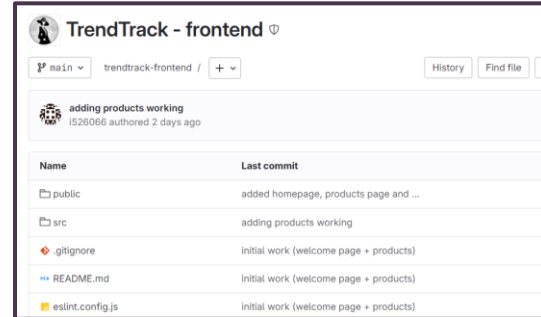 TrendTrack - frontend
main trendtrack-frontend / + History Find file
adding products working
i526066 authored 2 days ago
Name Last commit
public added homepage, products page and ...
src adding products working
.gitignore initial work (welcome page + products)
README.md initial work (welcome page + products)
eslint.config.js initial work (welcome page + products)